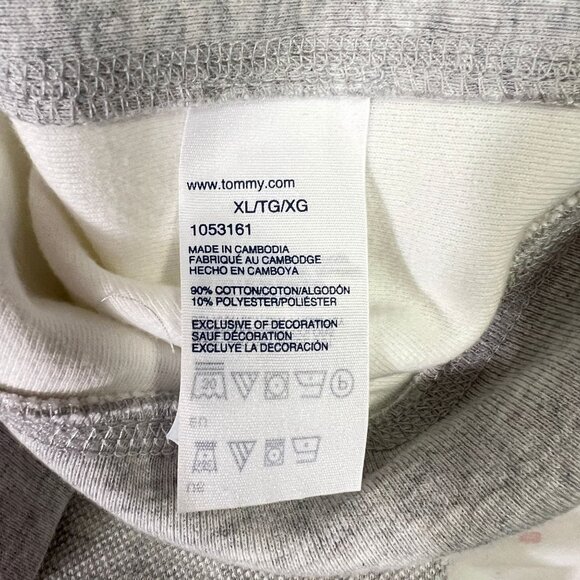 www.tommy.com
XL/TG/XG
1053161
MADE IN CAMBODIA
FABRIQUÉ AU CAMBODGE
HECHO EN CAMBOYA
90% COTTON/COTON/ALGODÓN
10% POLYESTER/POLIÉSTER
EXCLUSIVE OF DECORATION
SAUF DÉCORATION
EXCLUYE LA DECORACIÓN